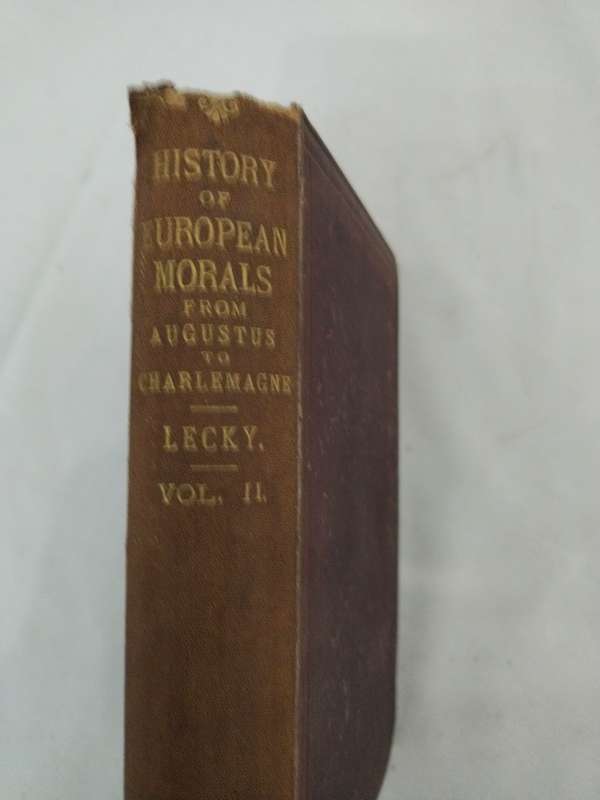 HISTORY
OF
EUROPEAN
MORALS
FROM
AUGUSTUS
TO
CHARLEMAGNE
LECKY.
VOL. II.